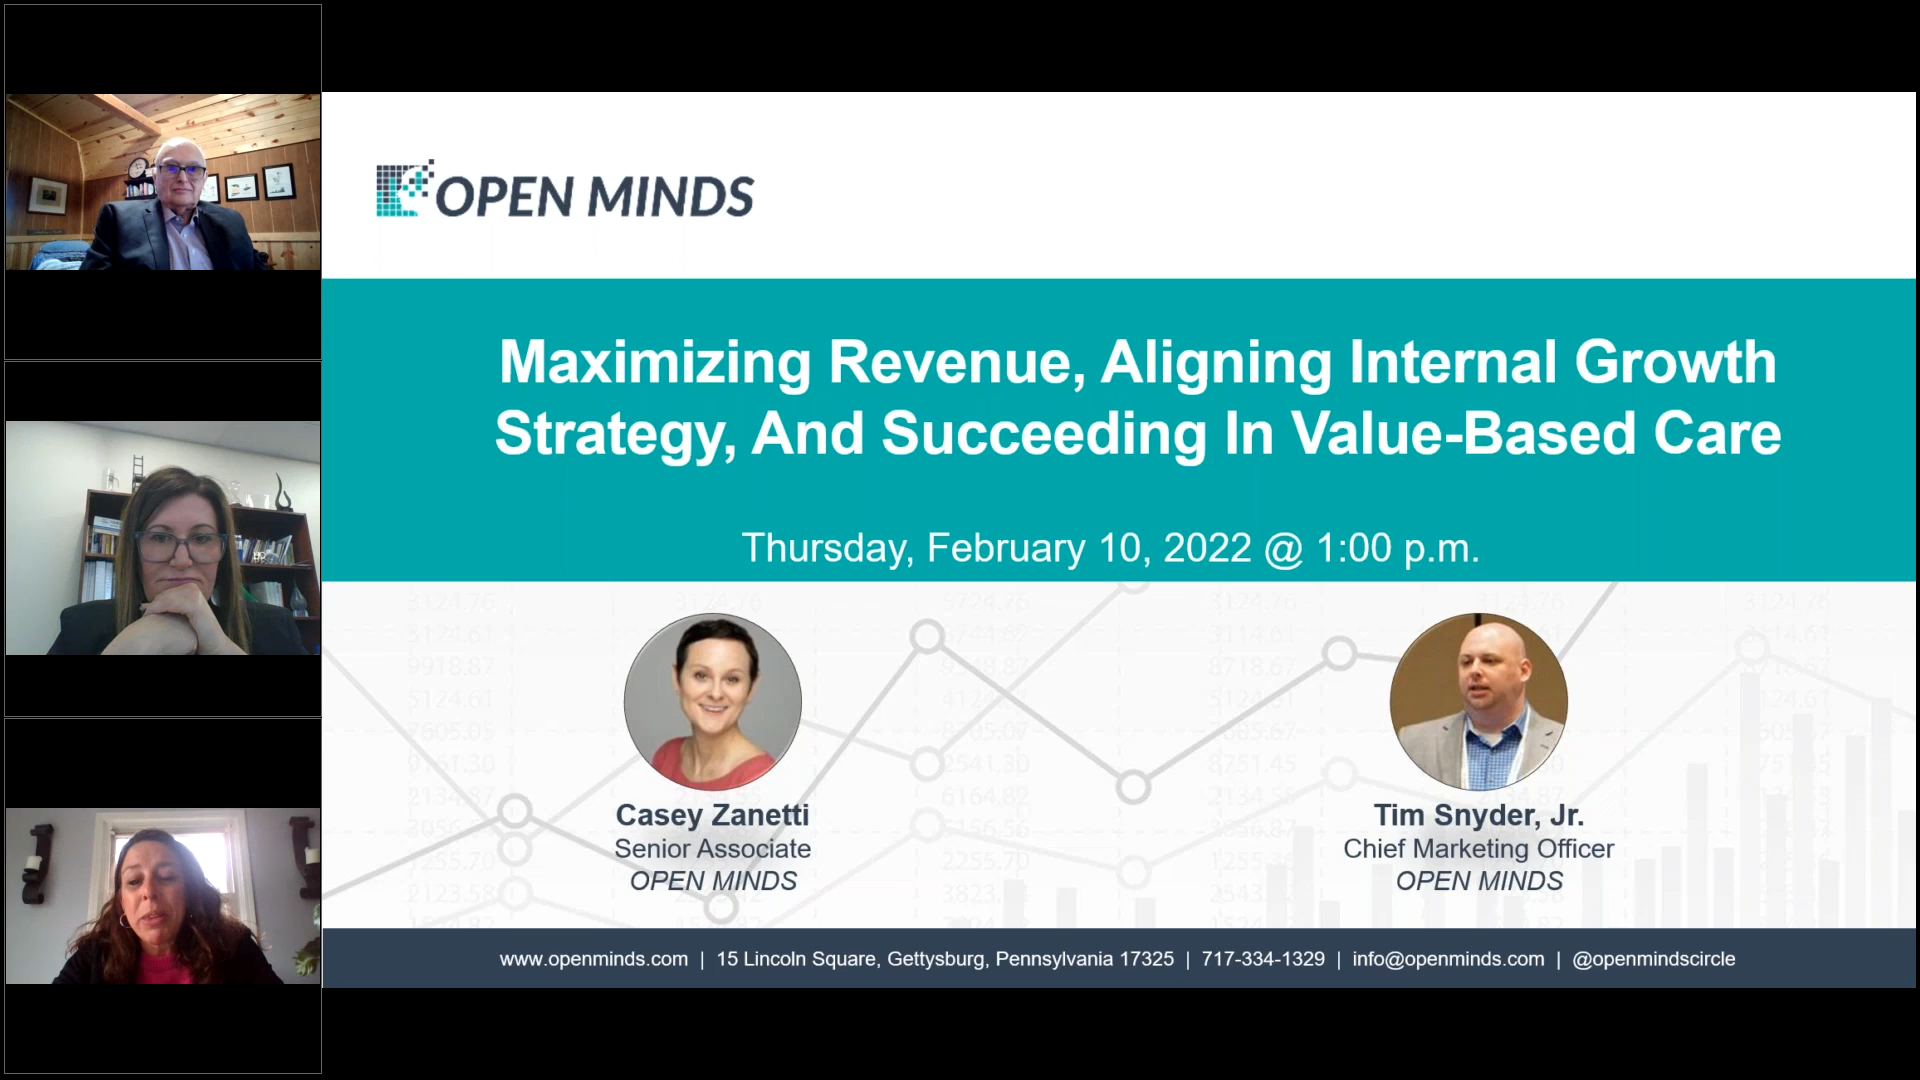 OPEN MINDS
Maximizing Revenue, Aligning Internal Growth
Strategy, And Succeeding In Value-Based Care
Thursday, February 10, 2022 @ 1:00 p.m.
Casey Zanetti
Senior Associate
OPEN MINDS
Tim Snyder, Jr.
Chief Marketing Officer
OPEN MINDS
www.openminds.com | 15 Lincoln Square, Gettysburg, Pennsylvania 17325 | 717-334-1329 | info@openminds.com | @openmindscircle